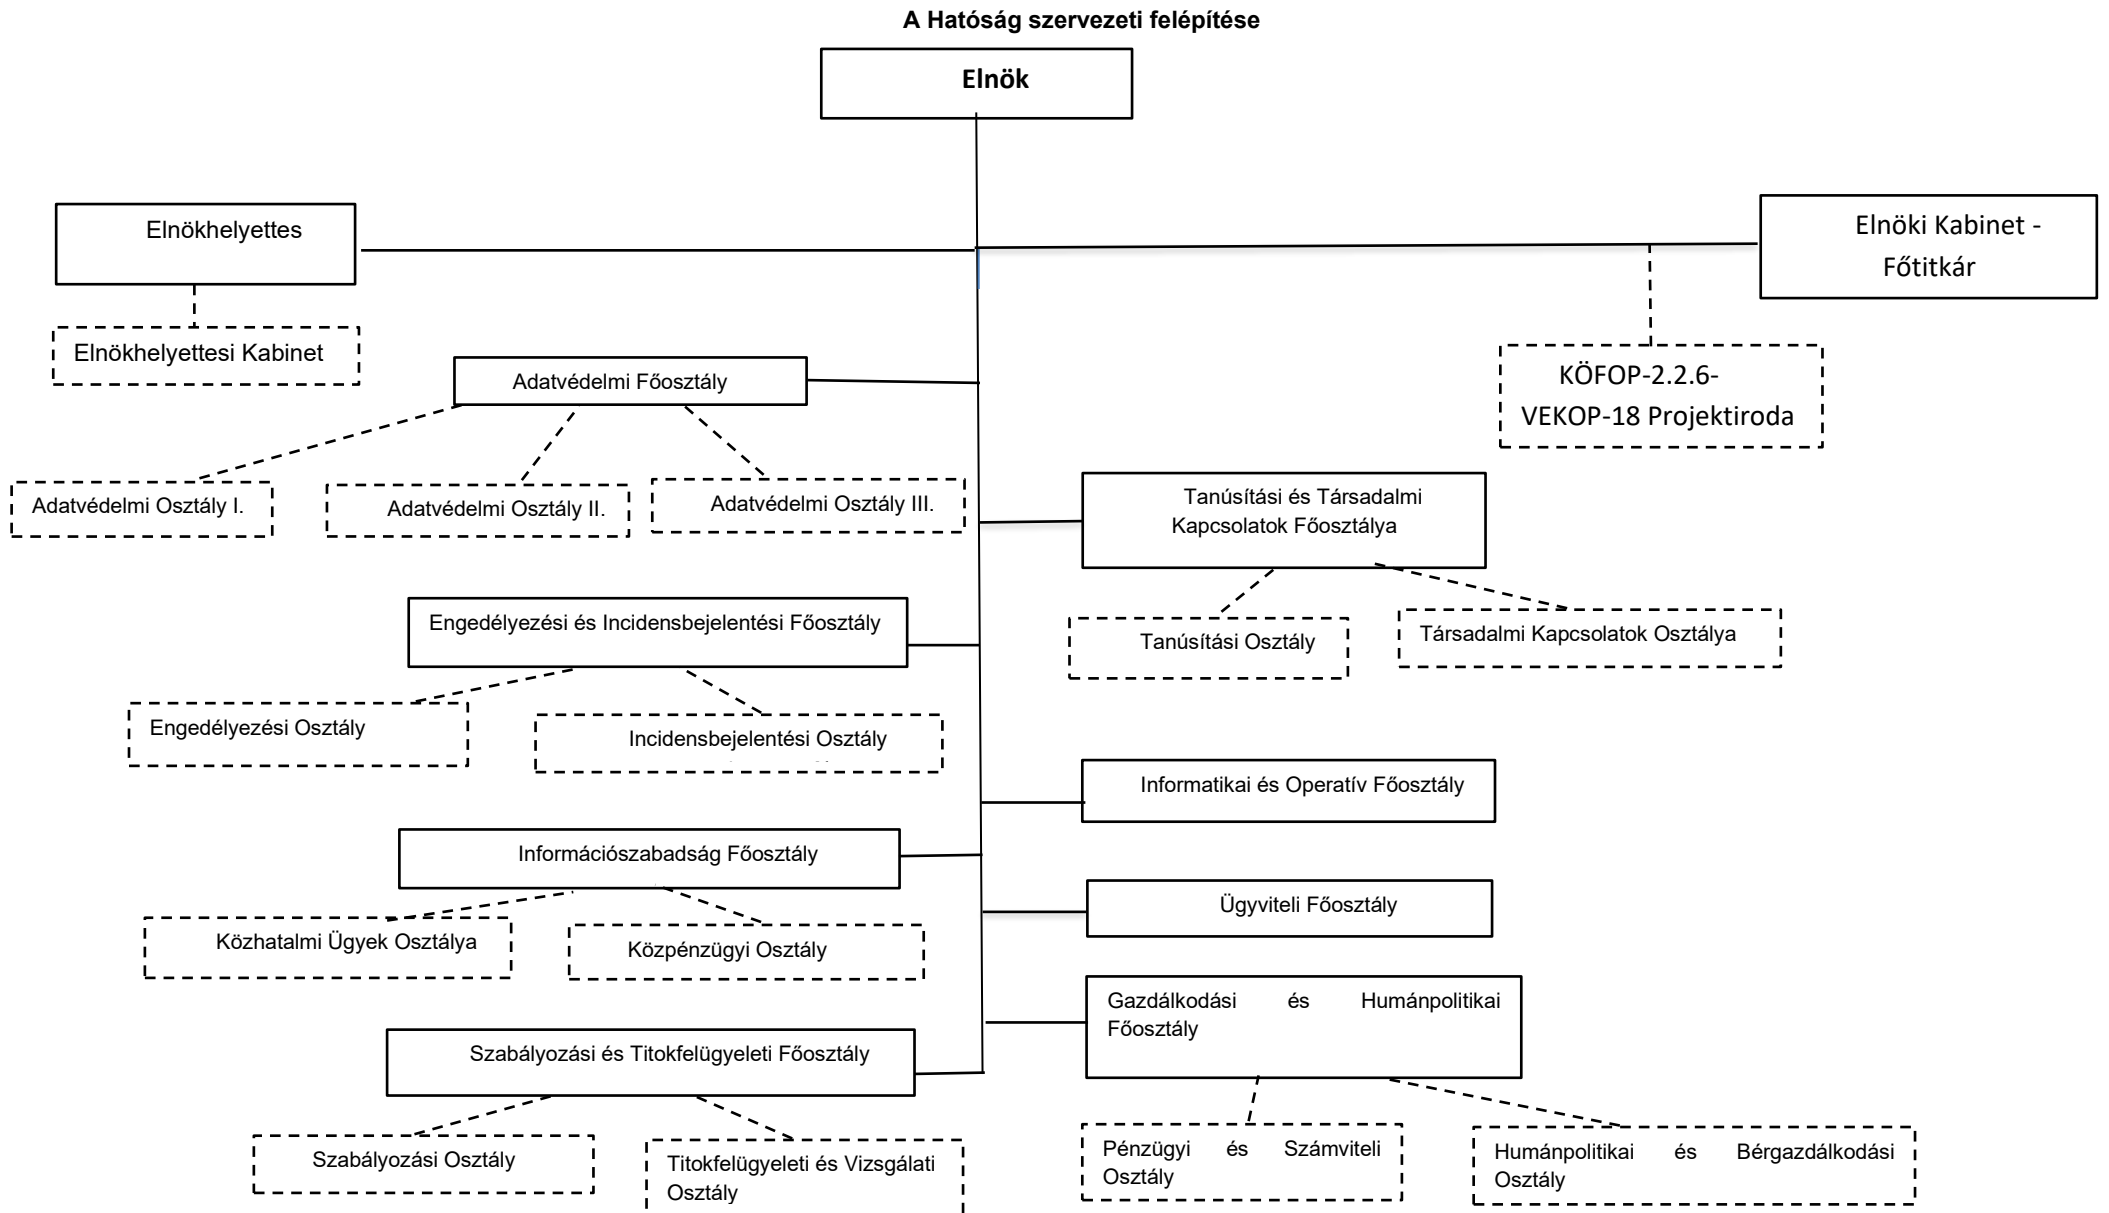 A Hatóság szervezeti felépítése
Elnök
Elnökhelyettes
Elnöki Kabinet -
Főtitkár
Elnökhelyettesi Kabinet
KÖFOP-2.2.6-
VEKOP-18 Projektiroda
Adatvédelmi Főosztály
Adatvédelmi Osztály I.
Adatvédelmi Osztály II.
Adatvédelmi Osztály III.
Tanúsítási és Társadalmi
Kapcsolatok Főosztálya
Tanúsítási Osztály
Társadalmi Kapcsolatok Osztálya
Engedélyezési és Incidensbejelentési Főosztály
Engedélyezési Osztály
Incidensbejelentési Osztály
Informatikai és Operatív Főosztály
Információszabadság Főosztály
Közhatalmi Ügyek Osztálya
Közpénzügyi Osztály
Ügyviteli Főosztály
Gazdálkodási és Humánpolitikai
Főosztály
Szabályozási és Titokfelügyeleti Főosztály
Szabályozási Osztály
Titokfelügyeleti és Vizsgálati
Osztály
Pénzügyi és Számviteli
Osztály
Humánpolitikai és Bérgazdálkodási
Osztály